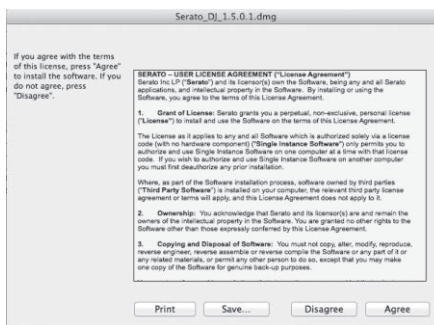 Serato_DJ_1.5.0.1.dmg
If you agree with the terms
of this license, press "Agree"
to install the software. If you
do not agree, press
"Disagree".
SERATO – USER LICENSE AGREEMENT ("License Agreement")
Serato Inc LP ("Serato") and its licensor(s) own the Software, being any and all Serato
applications, and intellectual property in the Software. By installing or using the
Software, you agree to the terms of this License Agreement.
1. Grant of License: Serato grants you a perpetual, non-exclusive, personal license
("License") to install and use the Software on the terms of this License Agreement.
The License as it applies to any and all Software which is authorized solely via a license
code (with no hardware component) ("Single Instance Software") only permits you to
authorize and use Single Instance Software on one computer at a time with that license
code. If you wish to authorize and use Single Instance Software on another computer
you must first deauthorize any prior installation.
Where, as part of the Software installation process, software owned by third parties
("Third Party Software") is installed on your computer, the relevant third party license
agreement or terms will apply, and this License Agreement does not apply to it.
2. Ownership: You acknowledge that Serato and its licensor(s) are and remain the
owners of the intellectual property in the Software. You are granted no other rights to the
Software other than those expressly conferred by this License Agreement.
3. Copying and Disposal of Software: You must not copy, alter, modify, reproduce,
reverse engineer, reverse assemble or reverse compile the Software or any part of it or
any related materials, or permit any other person to do so, except that you may make
one copy of the Software for genuine back-up purposes.
Print Save... Disagree Agree